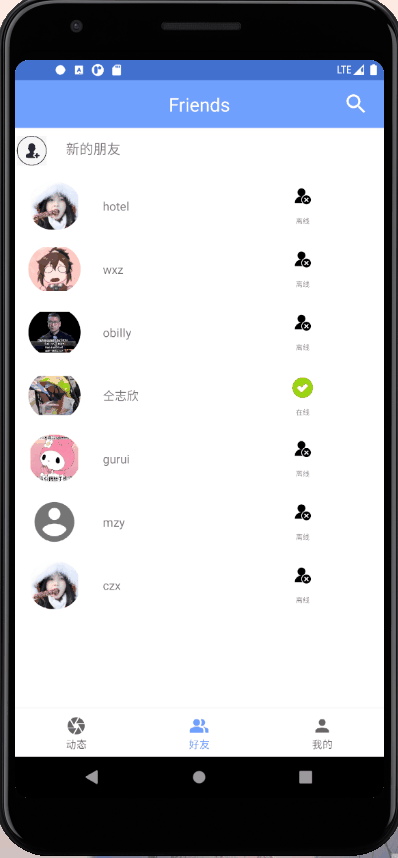 LTE
Friends
新的朋友
hotel
离线
wxz
离线
obilly
离线
仝志欣
在线
gurui
离线
mzy
离线
czx
离线
动态
好友
我的